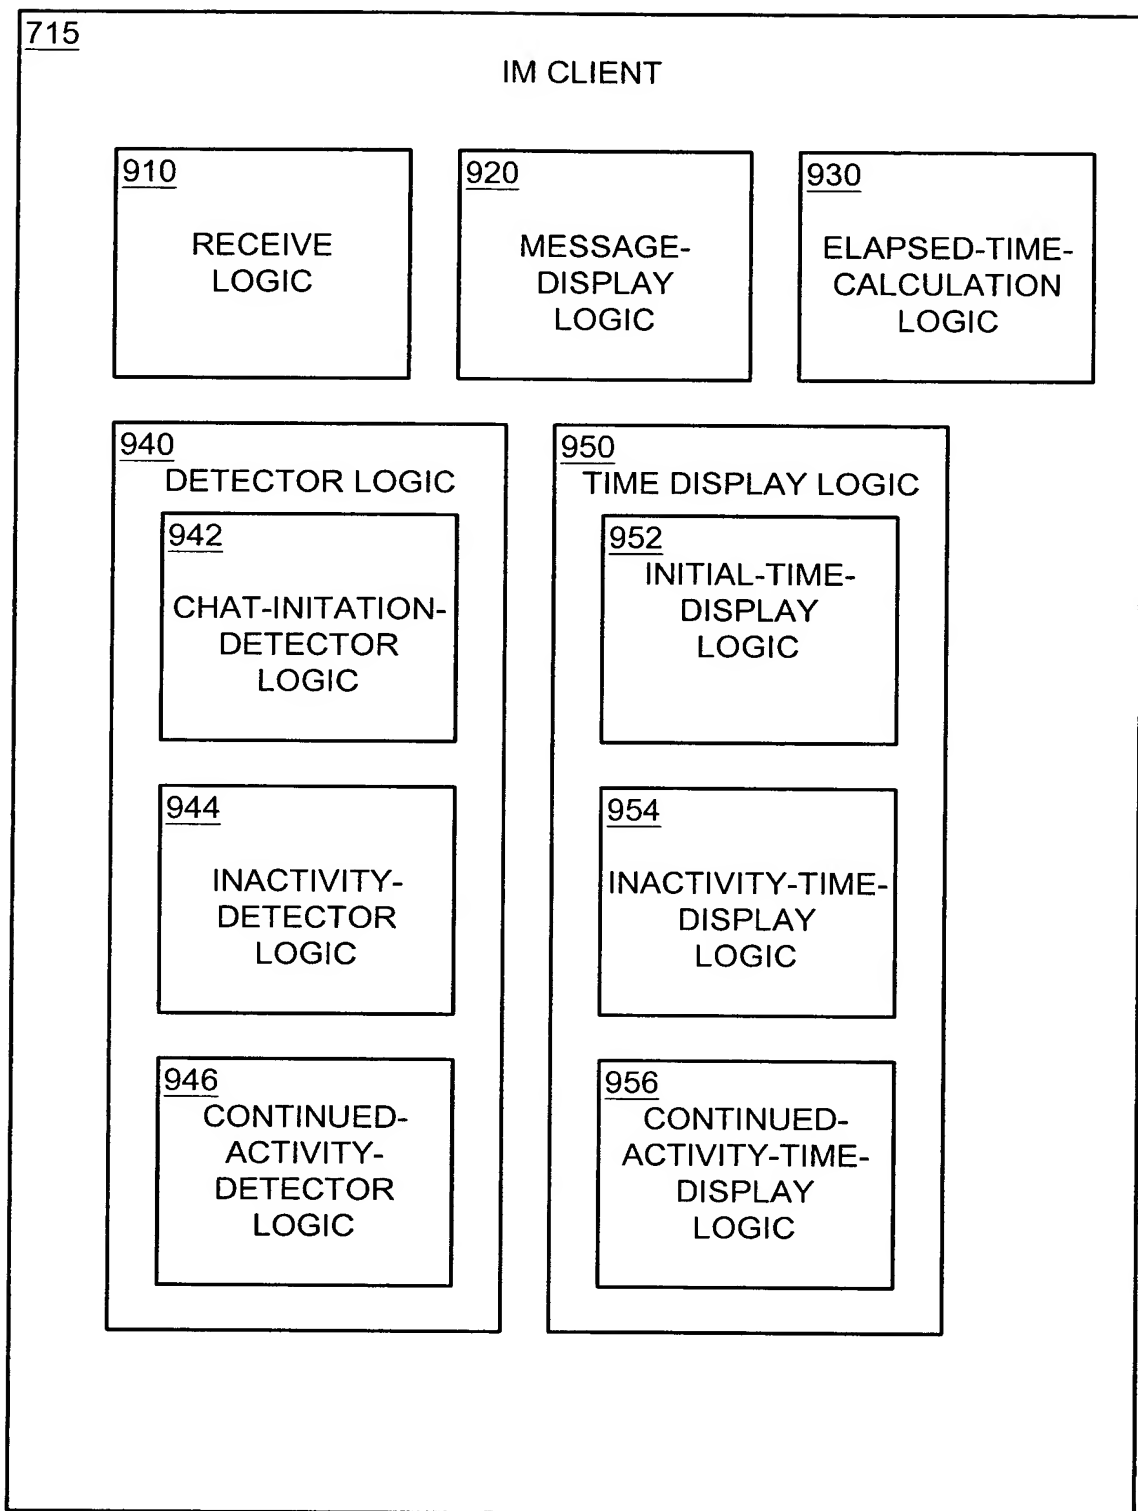 715
IM CLIENT
910
RECEIVE
LOGIC
920
MESSAGE-
DISPLAY
LOGIC
930
ELAPSED-TIME-
CALCULATION
LOGIC
940
DETECTOR LOGIC
942
CHAT-INITATION-
DETECTOR
LOGIC
944
INACTIVITY-
DETECTOR
LOGIC
946
CONTINUED-
ACTIVITY-
DETECTOR
LOGIC
950
TIME DISPLAY LOGIC
952
INITIAL-TIME-
DISPLAY
LOGIC
954
INACTIVITY-TIME-
DISPLAY
LOGIC
956
CONTINUED-
ACTIVITY-TIME-
DISPLAY
LOGIC